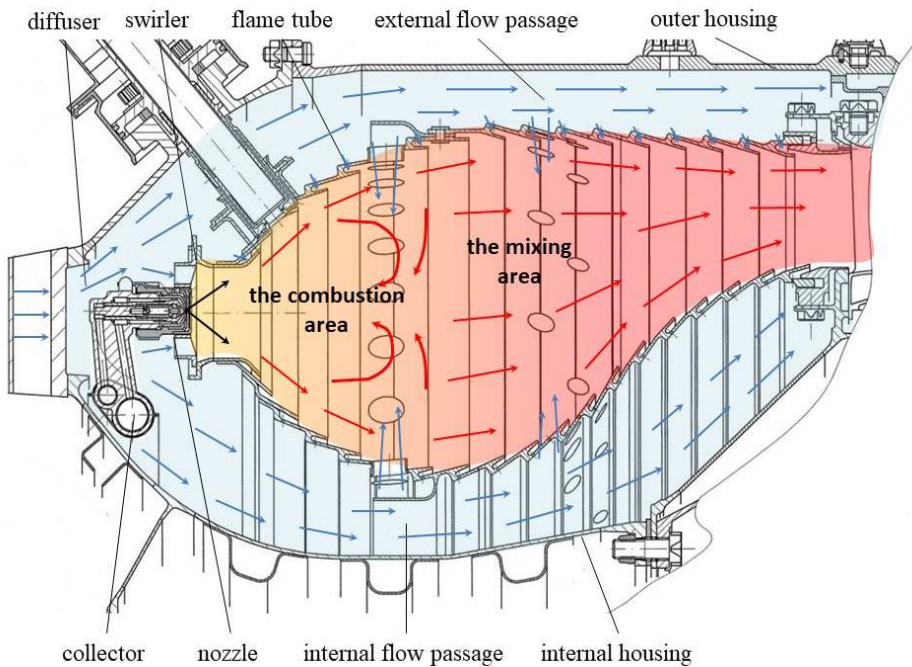 diffuser swirler flame tube external flow passage outer housing
the mixing
area
the combustion
area
collector nozzle internal flow passage internal housing